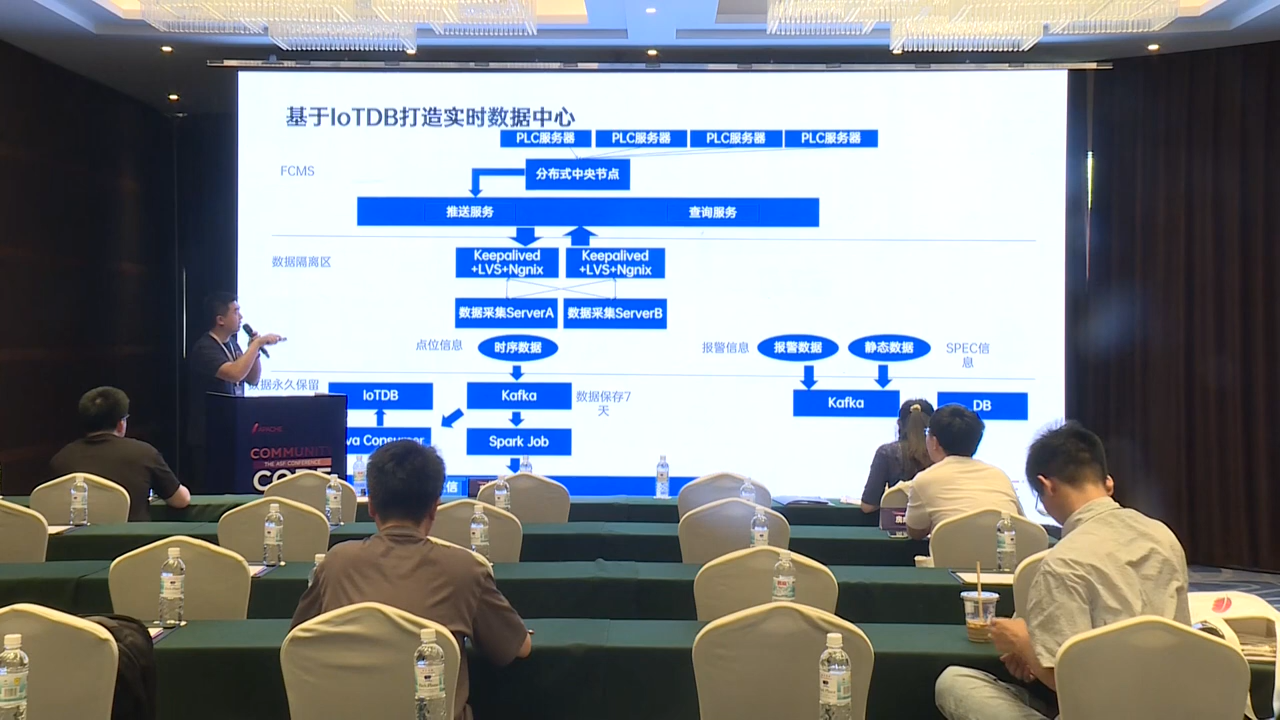 基于IoTDB打造实时数据中心
PLC服务器
PLC服务器
PLC服务器
PLC服务器
FCMS
分布式中央节点
推送服务
查询服务
数据隔离区
Keepalived
+LVS+Ngnix
Keepalived
+LVS+Ngnix
数据采集ServerA
数据采集ServerB
点位信息
时序数据
报警信息
报警数据
静态数据
SPEC信
息
数据永久保留
IoTDB
Kafka
数据保存7
天
Kafka
DB
va Consumer
Spark Job
信
APACHE
COMMUNITY
THE ASF CONFERENCE
CODE